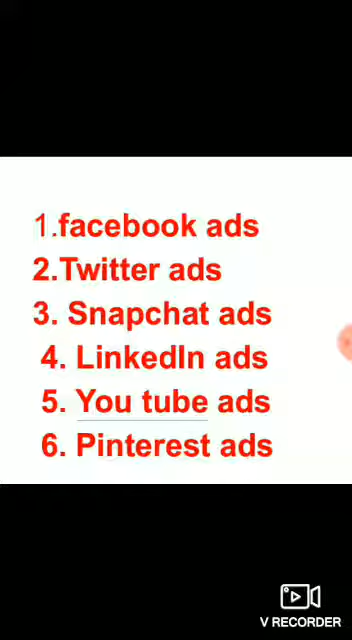 1.facebook ads
2.Twitter ads
3. Snapchat ads
4. LinkedIn ads
5. You tube ads
6. Pinterest ads
V RECORDER